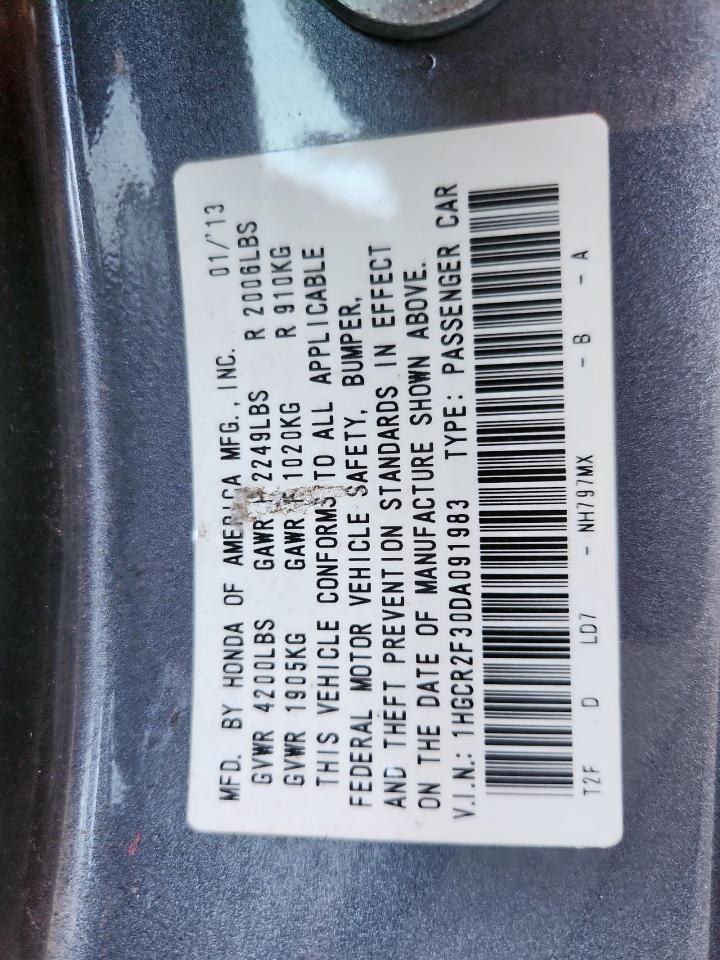 MFD. BY HONDA OF AMERICA MFG., INC. 01/'13
GVWR 4200LBS GAWR F 2249LBS R 2006LBS
GVWR 1905KG GAWR F 1020KG R 910KG
THIS VEHICLE CONFORMS TO ALL APPLICABLE
FEDERAL MOTOR VEHICLE SAFETY, BUMPER,
AND THEFT PREVENTION STANDARDS IN EFFECT
ON THE DATE OF MANUFACTURE SHOWN ABOVE.
V.I.N.: 1HGCR2F30DA091983 TYPE: PASSENGER CAR
T2F D LD7 - NH797MX - B - A